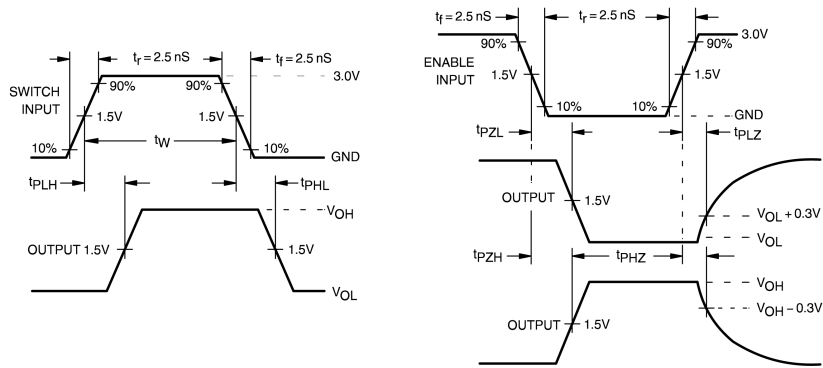 tr = 2.5 nS
tf = 2.5 nS
90%
90%
3.0V
SWITCH
INPUT
1.5V
1.5V
tW
10%
10%
GND
tPLH
tPHL
VOH
OUTPUT 1.5V
1.5V
VOL
tf = 2.5 nS
tr = 2.5 nS
3.0V
90%
90%
ENABLE
INPUT
1.5V
1.5V
10%
10%
GND
tPZL
tPLZ
OUTPUT
1.5V
VOL + 0.3V
VOL
tPZH
tPHZ
VOH
VOH – 0.3V
OUTPUT
1.5V